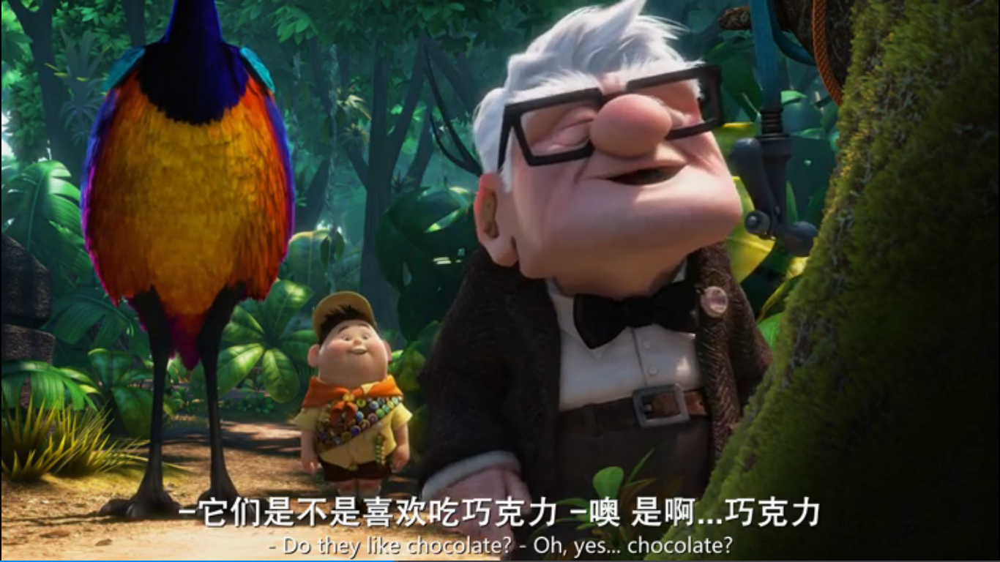 –它们是不是喜欢吃巧克力 –噢 是啊...巧克力
- Do they like chocolate? - Oh, yes... chocolate?